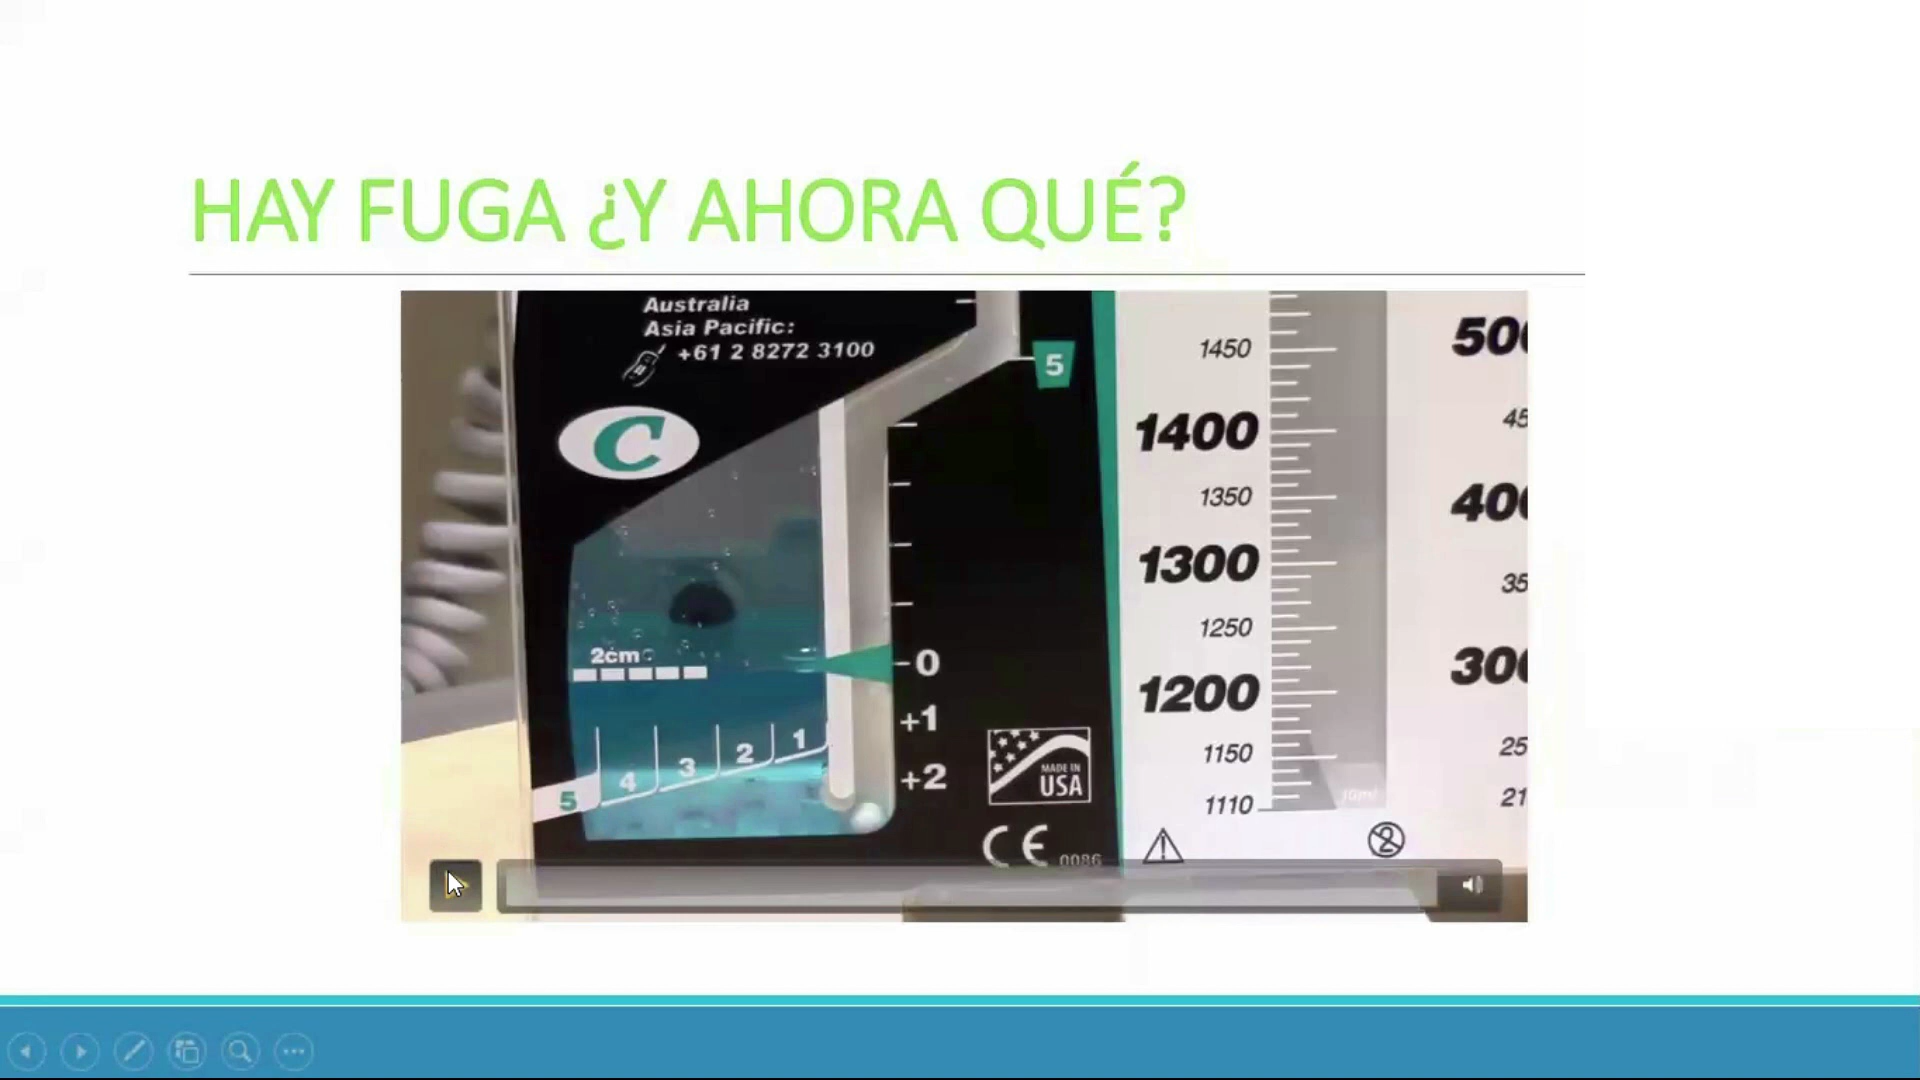 HAY FUGA ¿Y AHORA QUÉ?
Australia
Asia Pacific:
+61 2 8272 3100
C
5
2cm
0
+1
+2
1
2
3
4
5
MADE IN
USA
CE 0086
1450
1400
1350
1300
1250
1200
1150
1110
2